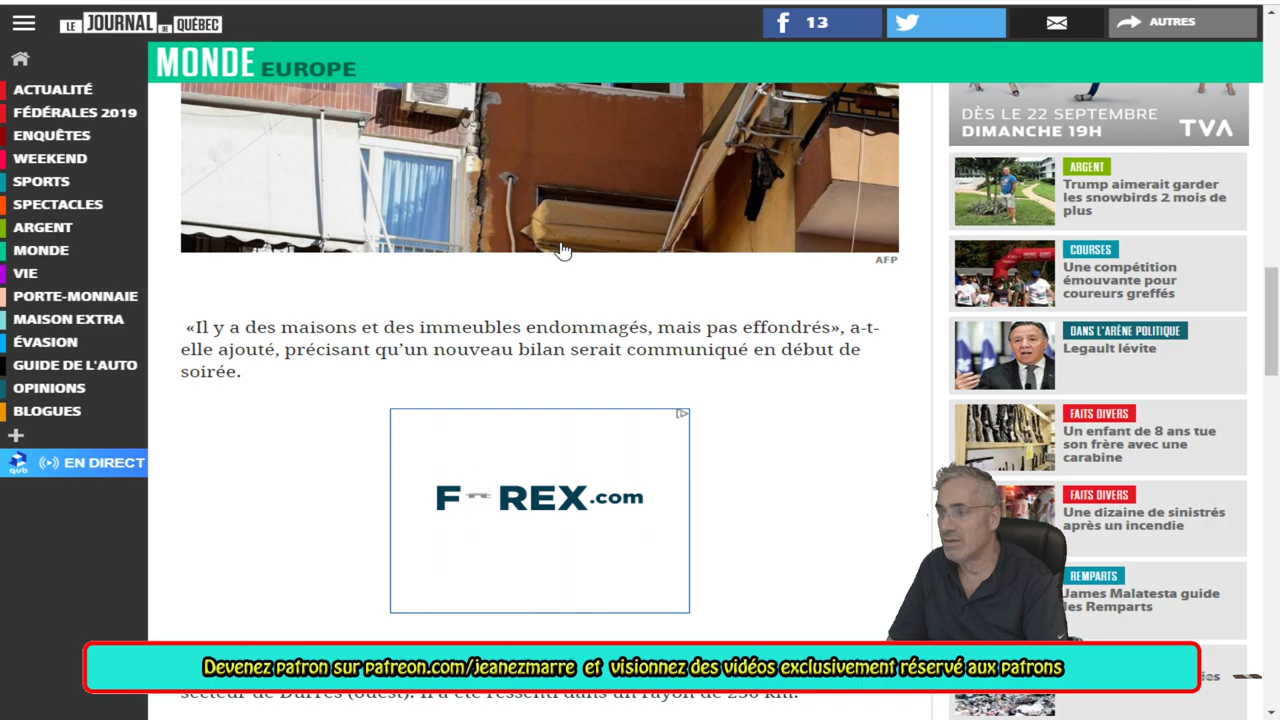 LE JOURNAL DE QUÉBEC
13
AUTRES
MONDE EUROPE
ACTUALITÉ
FÉDÉRALES 2019
ENQUÊTES
WEEKEND
SPORTS
SPECTACLES
ARGENT
MONDE
VIE
PORTE-MONNAIE
MAISON EXTRA
ÉVASION
GUIDE DE L'AUTO
OPINIONS
BLOGUES
qub EN DIRECT
AFP
«Il y a des maisons et des immeubles endommagés, mais pas effondrés», a-t-
elle ajouté, précisant qu'un nouveau bilan serait communiqué en début de
soirée.
F REX.com
secteur de Durres (ouest). Il a été ressenti dans un rayon de
DÈS LE 22 SEPTEMBRE
DIMANCHE 19H TVA
ARGENT
Trump aimerait garder
les snowbirds 2 mois de
plus
COURSES
Une compétition
émouvante pour
coureurs greffés
DANS L'ARÈNE POLITIQUE
Legault lévite
FAITS DIVERS
Un enfant de 8 ans tue
son frère avec une
carabine
FAITS DIVERS
Une dizaine de sinistrés
après un incendie
REMPARTS
James Malatesta guide
les Remparts
Devenez patron sur patreon.com/jeanezmarre et visionnez des vidéos exclusivement réservé aux patrons